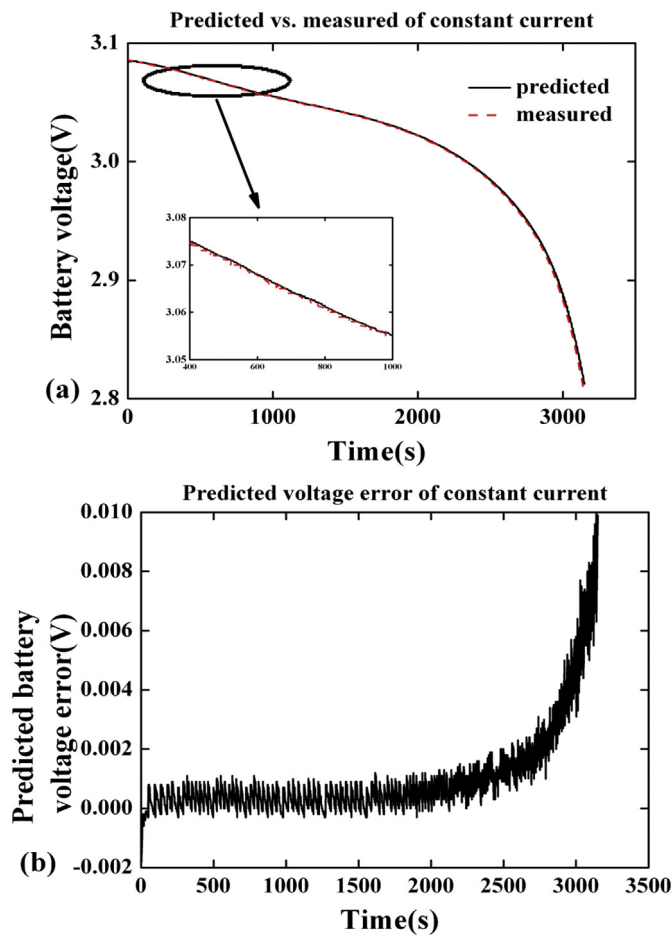 Predicted vs. measured of constant current
3.1
3.0
2.9
2.8
Battery voltage(V)
predicted
measured
3.08
3.07
3.06
3.05
400 600 800 1000
(a)
0 1000 2000 3000
Time(s)
Predicted voltage error of constant current
0.010
0.008
0.006
0.004
0.002
0.000
-0.002
Predicted battery
voltage error(V)
(b)
0 500 1000 1500 2000 2500 3000 3500
Time(s)